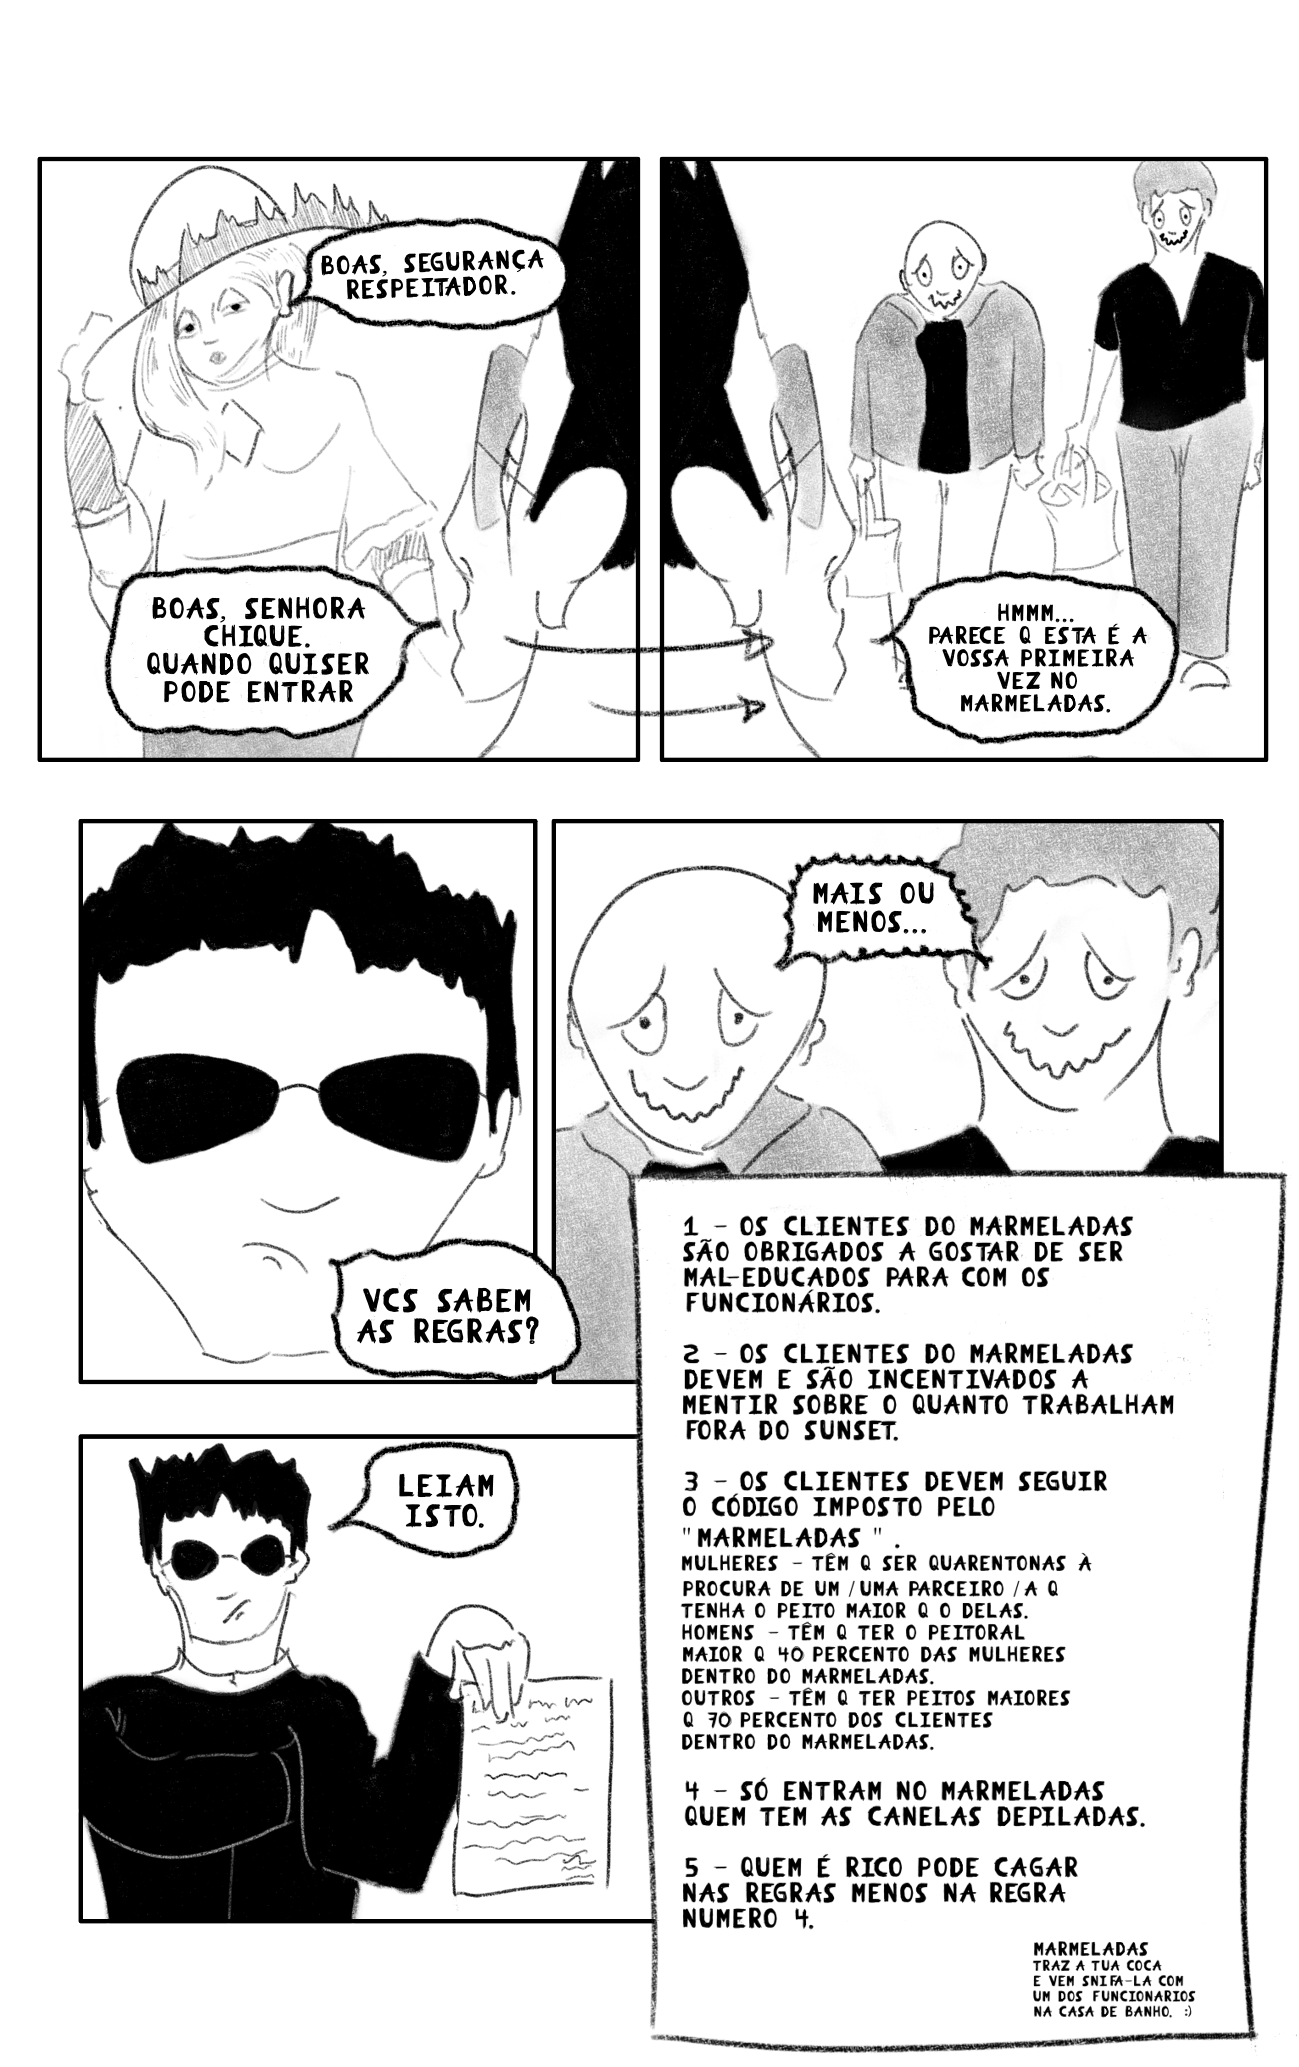 BOAS, SEGURANÇA
RESPEITADOR.
BOAS, SENHORA
CHIQUE.
QUANDO QUISER
PODE ENTRAR
HMMM...
PARECE Q ESTA É A
VOSSA PRIMEIRA
VEZ NO
MARMELADAS.
VCS SABEM
AS REGRAS?
MAIS OU
MENOS...
LEIAM
ISTO.
1 - OS CLIENTES DO MARMELADAS
SÃO OBRIGADOS A GOSTAR DE SER
MAL-EDUCADOS PARA COM OS
FUNCIONÁRIOS.
2 - OS CLIENTES DO MARMELADAS
DEVEM E SÃO INCENTIVADOS A
MENTIR SOBRE O QUANTO TRABALHAM
FORA DO SUNSET.
3 - OS CLIENTES DEVEM SEGUIR
O CÓDIGO IMPOSTO PELO
"MARMELADAS ".
MULHERES - TÊM Q SER QUARENTONAS À
PROCURA DE UM /UMA PARCEIRO /A Q
TENHA O PEITO MAIOR Q O DELAS.
HOMENS - TÊM Q TER O PEITORAL
MAIOR Q 40 PERCENTO DAS MULHERES
DENTRO DO MARMELADAS.
OUTROS - TÊM Q TER PEITOS MAIORES
Q 70 PERCENTO DOS CLIENTES
DENTRO DO MARMELADAS.
4 - SÓ ENTRAM NO MARMELADAS
QUEM TEM AS CANELAS DEPILADAS.
5 - QUEM É RICO PODE CAGAR
NAS REGRAS MENOS NA REGRA
NUMERO 4.
MARMELADAS
TRAZ A TUA COCA
E VEM SNIFA-LA COM
UM DOS FUNCIONARIOS
NA CASA DE BANHO. :)